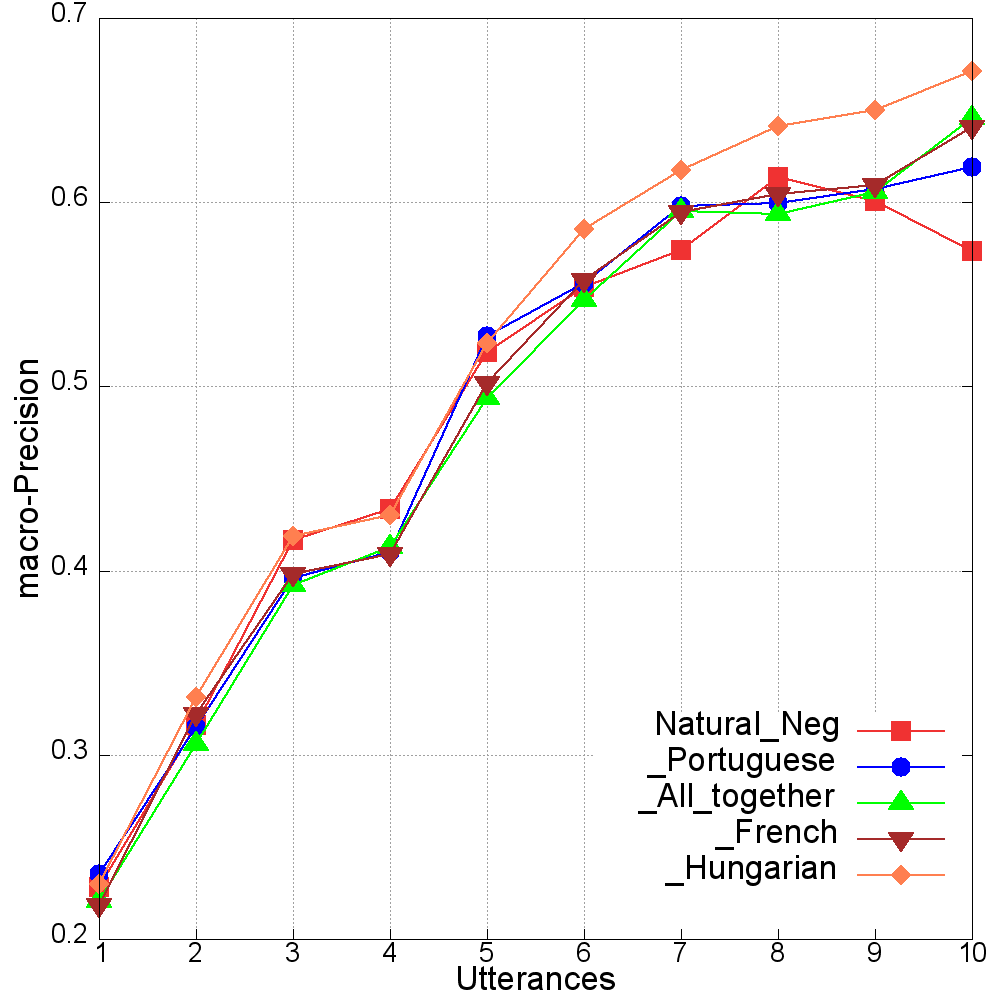 0.7
0.6
0.5
0.4
0.3
0.2
macro-Precision
Natural_Neg
_Portuguese
_All_together
_French
_Hungarian
1 2 3 4 5 6 7 8 9 10
Utterances